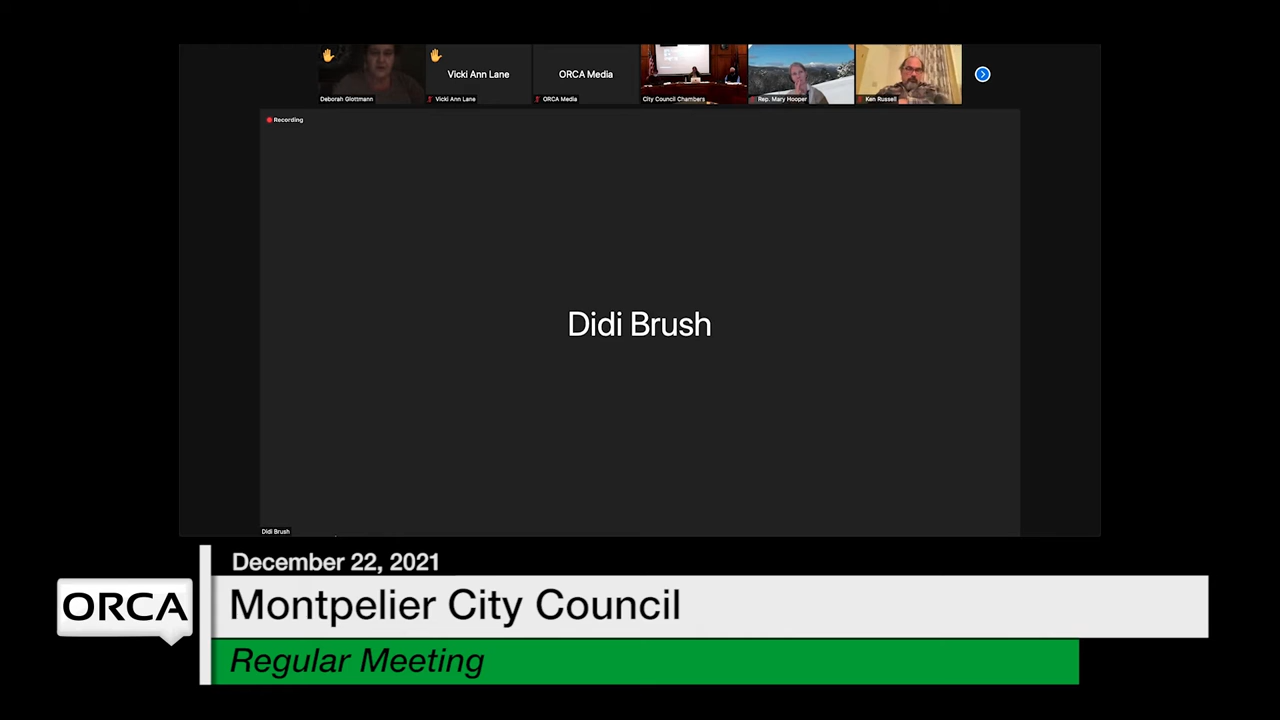 Vicki Ann Lane
ORCA Media
Deborah Glottmann
Vicki Ann Lane
ORCA Media
City Council Chambers
Rep. Mary Hooper
Ken Russell
Recording
Didi Brush
Didi Brush
December 22, 2021
ORCA
Montpelier City Council
Regular Meeting